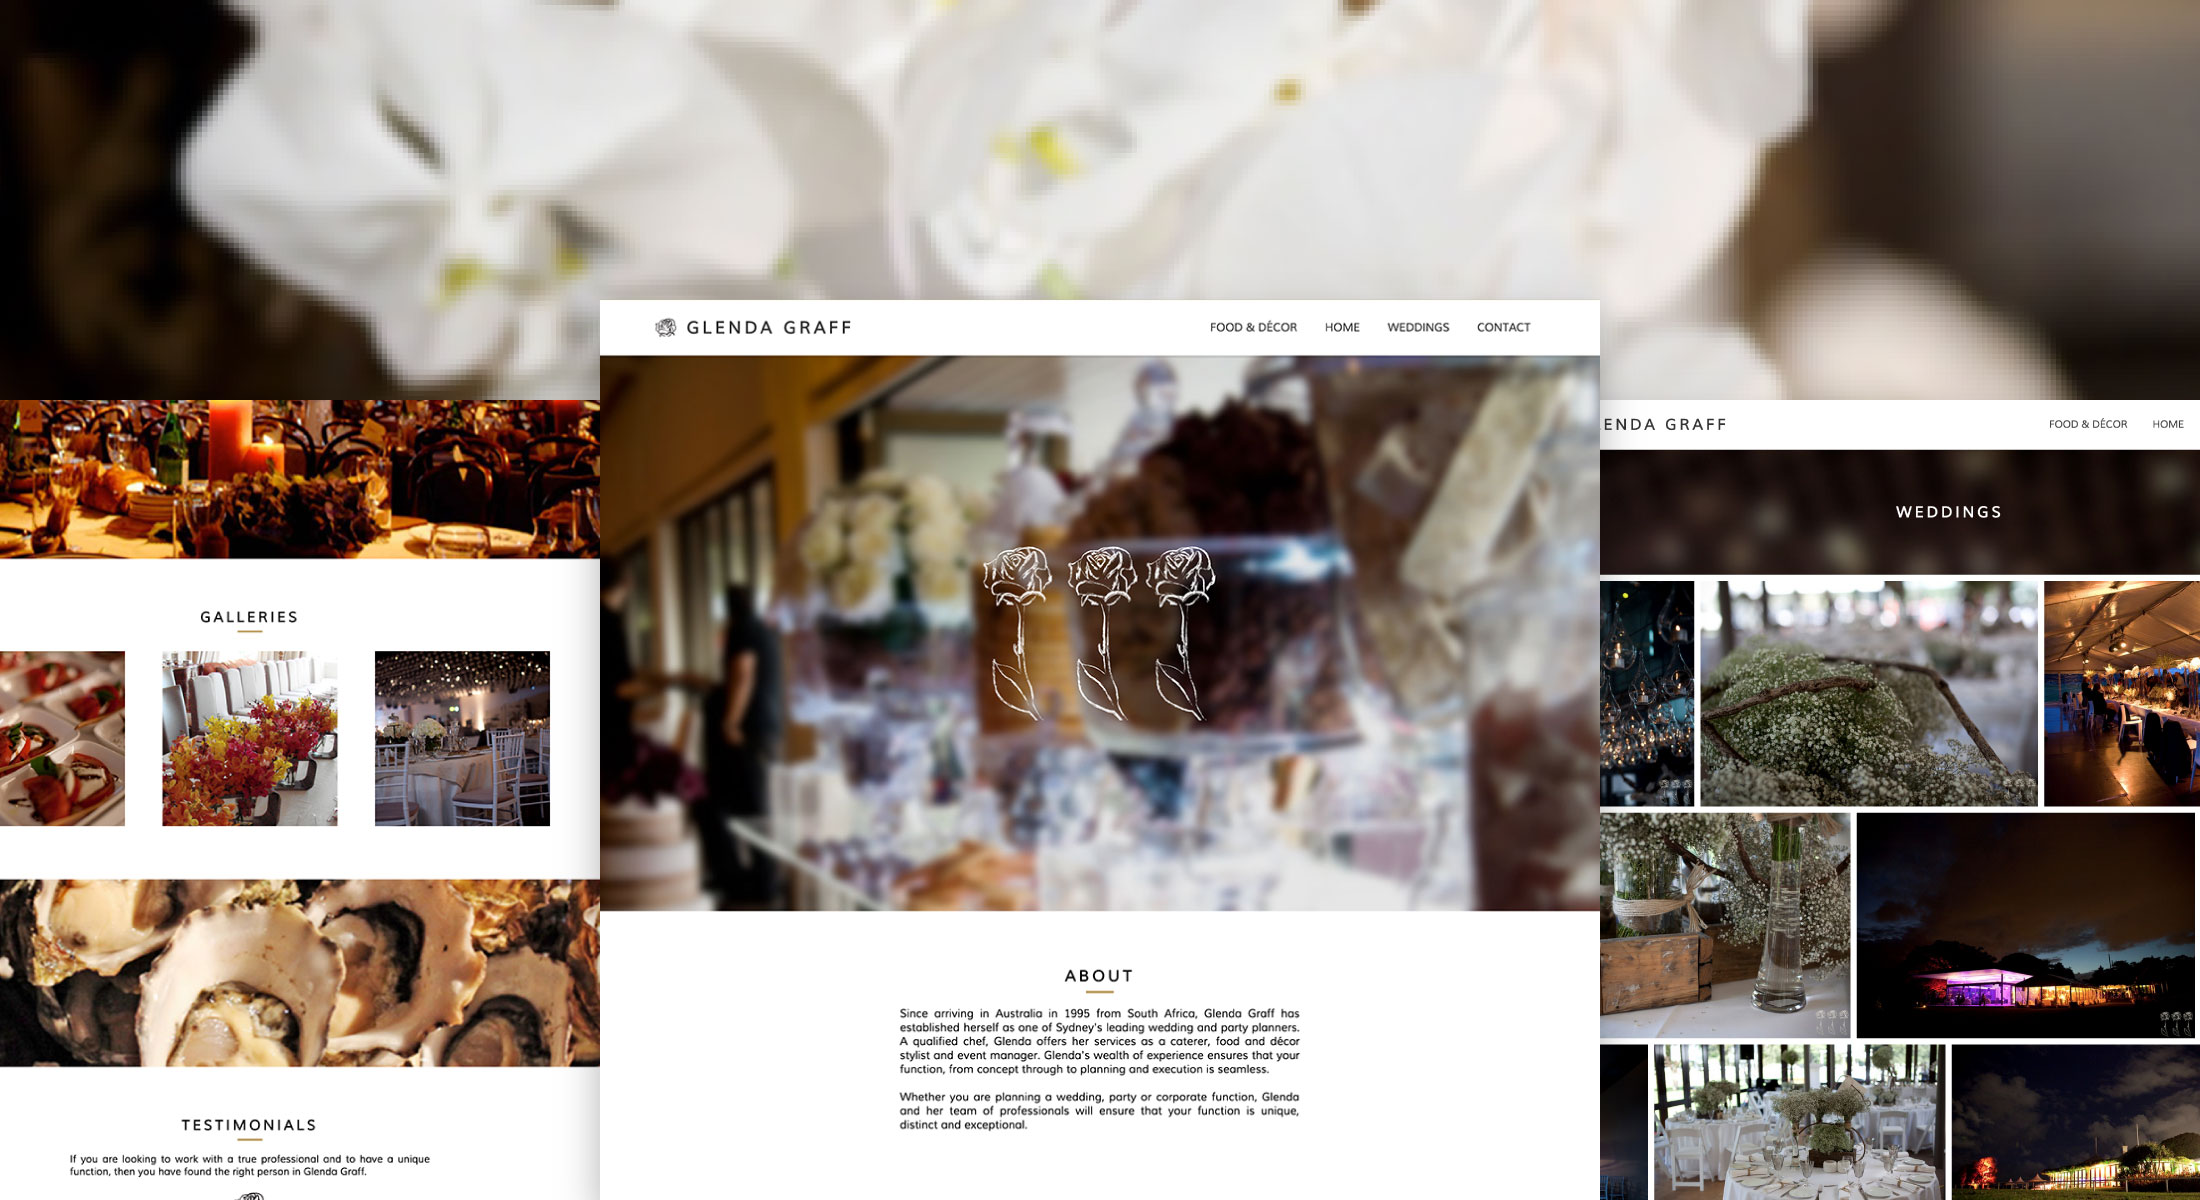 GLENDA GRAFF
FOOD & DÉCOR HOME WEDDINGS CONTACT
ABOUT
Since arriving in Australia in 1995 from South Africa, Glenda Graff has
established herself as one of Sydney's leading wedding and party planners.
A qualified chef, Glenda offers her services as a caterer, food and décor
stylist and event manager. Glenda's wealth of experience ensures that your
function, from concept through to planning and execution is seamless.
Whether you are planning a wedding, party or corporate function, Glenda
and her team of professionals will ensure that your function is unique,
distinct and exceptional.
GALLERIES
TESTIMONIALS
If you are looking to work with a true professional and to have a unique
function, then you have found the right person in Glenda Graff.
ENDA GRAFF
FOOD & DÉCOR HOME
WEDDINGS